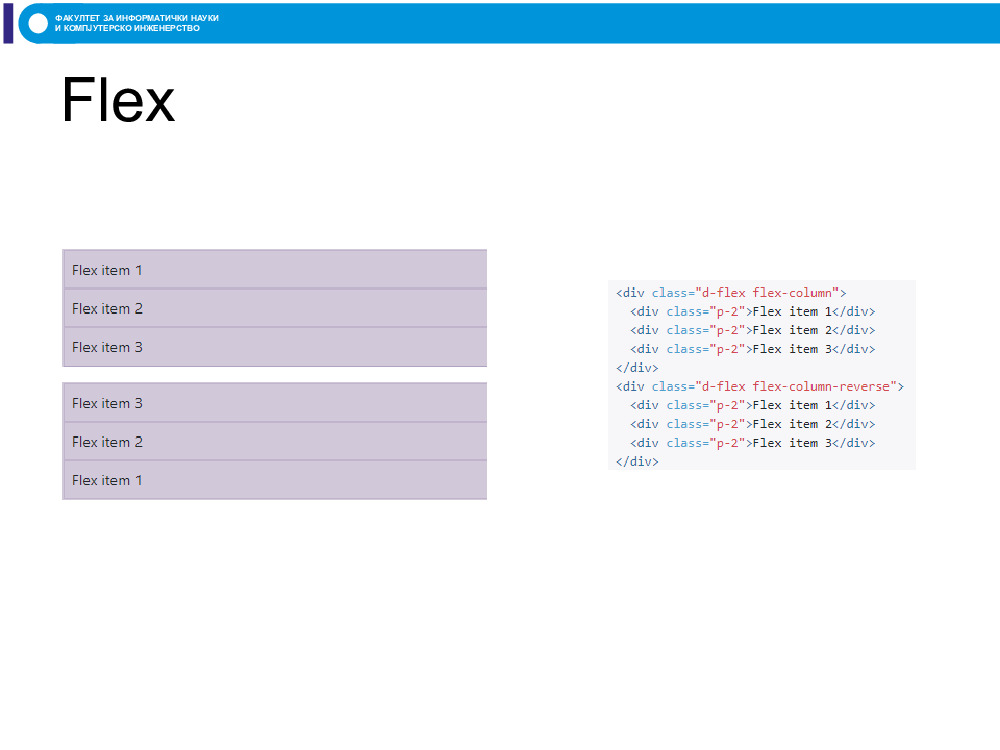 ФАКУЛТЕТ ЗА ИНФОРМАТИЧКИ НАУКИ
И КОМПЈУТЕРСКО ИНЖЕНЕРСТВО
Flex
Flex item 1
Flex item 2
Flex item 3
Flex item 3
Flex item 2
Flex item 1
<div class="d-flex flex-column">
  <div class="p-2">Flex item 1</div>
  <div class="p-2">Flex item 2</div>
  <div class="p-2">Flex item 3</div>
</div>
<div class="d-flex flex-column-reverse">
  <div class="p-2">Flex item 1</div>
  <div class="p-2">Flex item 2</div>
  <div class="p-2">Flex item 3</div>
</div>